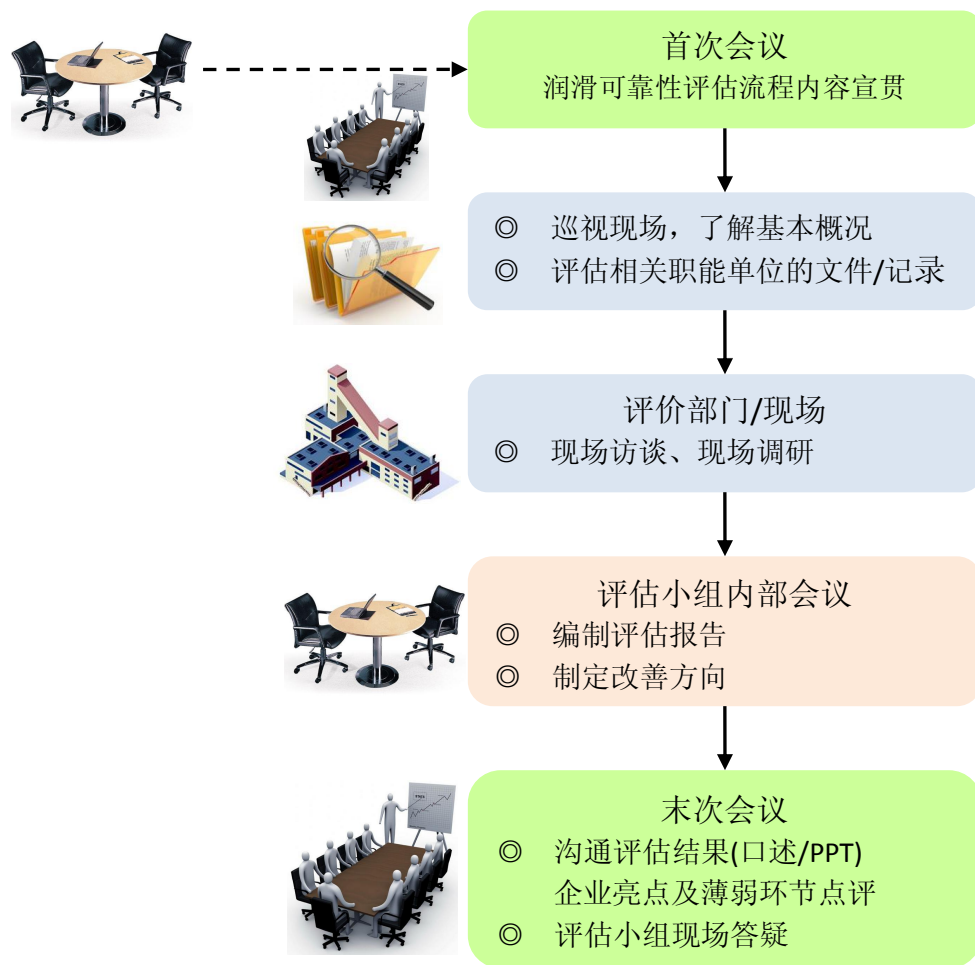 首次会议
润滑可靠性评估流程内容宣贯
◎ 巡视现场，了解基本概况
◎ 评估相关职能单位的文件/记录
评价部门/现场
◎ 现场访谈、现场调研
评估小组内部会议
◎ 编制评估报告
◎ 制定改善方向
末次会议
◎ 沟通评估结果(口述/PPT)
企业亮点及薄弱环节点评
◎ 评估小组现场答疑